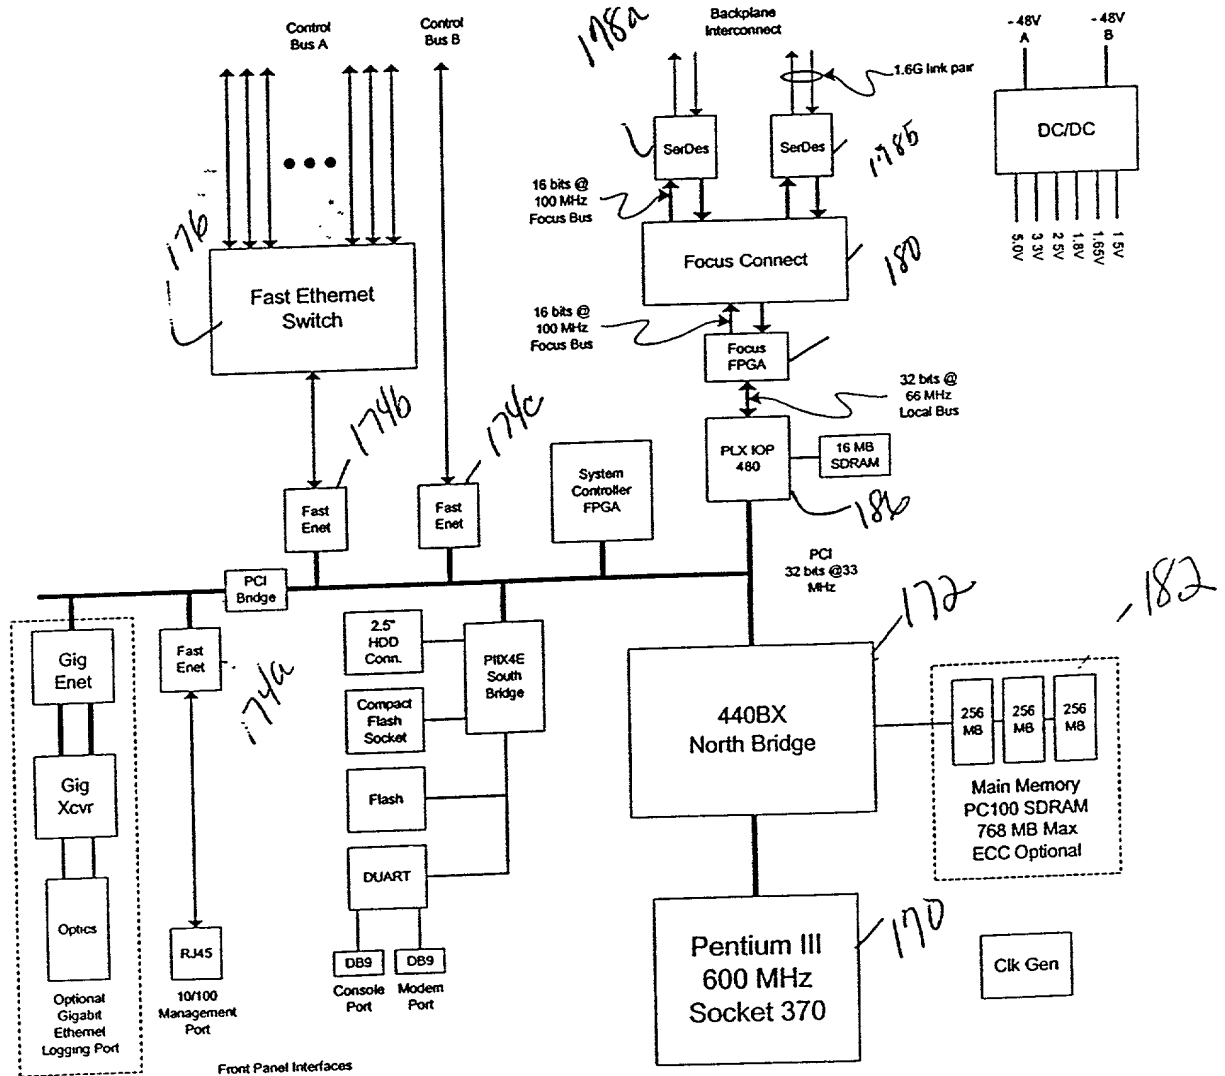 Control
Bus A
Control
Bus B
178a
Backplane
Interconnect
1.6G link pair
- 48V
A
- 48V
B
DC/DC
5.0V
3.3V
2.5V
1.8V
1.65V
1.5V
SerDes
SerDes
178b
16 bits @
100 MHz
Focus Bus
176
Fast Ethernet
Switch
Focus Connect
180
16 bits @
100 MHz
Focus Bus
Focus
FPGA
32 bits @
66 MHz
Local Bus
174b
174c
PLX IOP
480
16 MB
SDRAM
186
System
Controller
FPGA
Fast
Enet
Fast
Enet
PCI
Bridge
PCI
32 bits @33
MHz
172
182
Gig
Enet
Fast
Enet
174a
2.5"
HDD
Conn.
PIIX4E
South
Bridge
Compact
Flash
Socket
440BX
North Bridge
256
MB
256
MB
256
MB
Main Memory
PC100 SDRAM
768 MB Max
ECC Optional
Gig
Xcvr
Flash
DUART
Optics
RJ45
DB9
DB9
Console
Port
Modem
Port
Pentium III
600 MHz
Socket 370
170
Clk Gen
Optional
Gigabit
Ethernet
Logging Port
10/100
Management
Port
Front Panel Interfaces